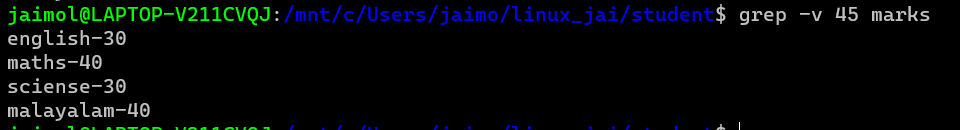 jaimol@LAPTOP-V211CVQJ:/mnt/c/Users/jaimo/linux_jai/student$ grep -v 45 marks
english-30
maths-40
sciense-30
malayalam-40